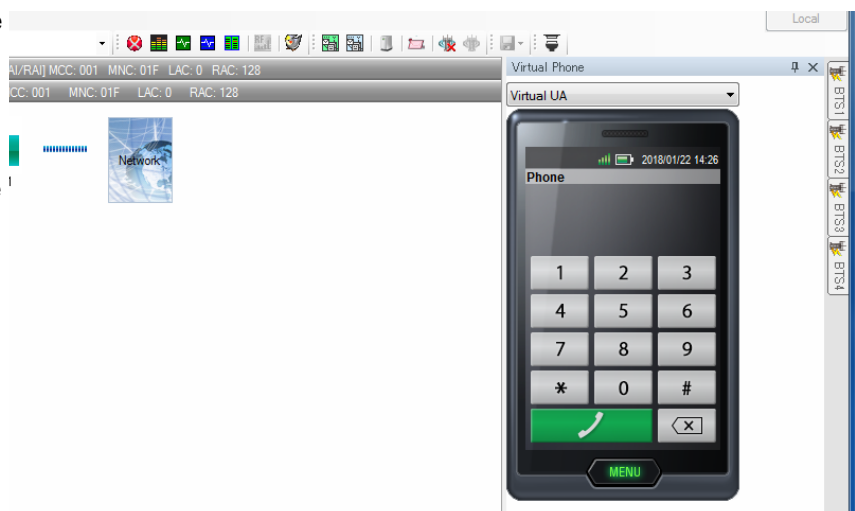 Local
AI/RAI] MCC: 001 MNC: 01F LAC: 0 RAC: 128
CC: 001 MNC: 01F LAC: 0 RAC: 128
Network
Virtual Phone
Virtual UA
2018/01/22 14:26
Phone
1 2 3
4 5 6
7 8 9
* 0 #
MENU
BTS1
BTS2
BTS3
BTS4